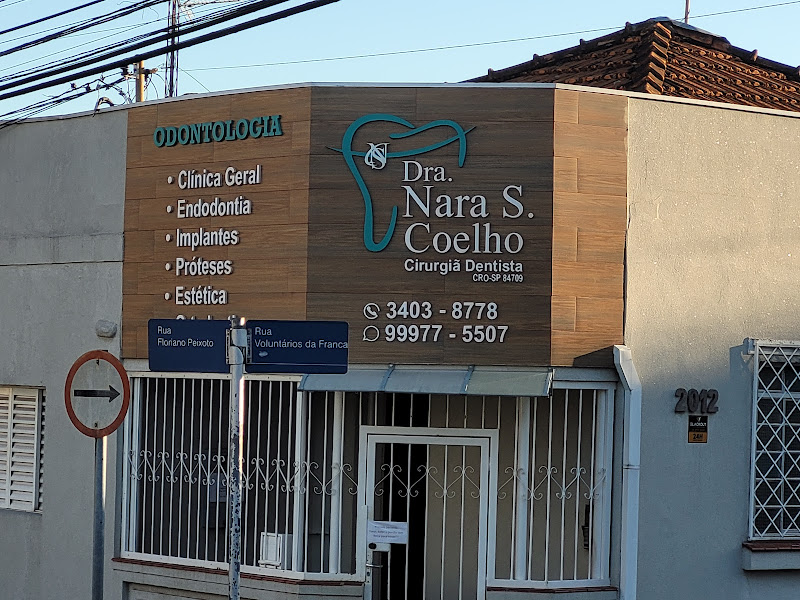 ODONTOLOGIA
• Clínica Geral
• Endodontia
• Implantes
• Próteses
• Estética
NS
Dra.
Nara S.
Coelho
Cirurgiã Dentista
CRO-SP 84709
3403 - 8778
99977 - 5507
Rua
Floriano Peixoto
Rua
Voluntários da Franca
2012
24H